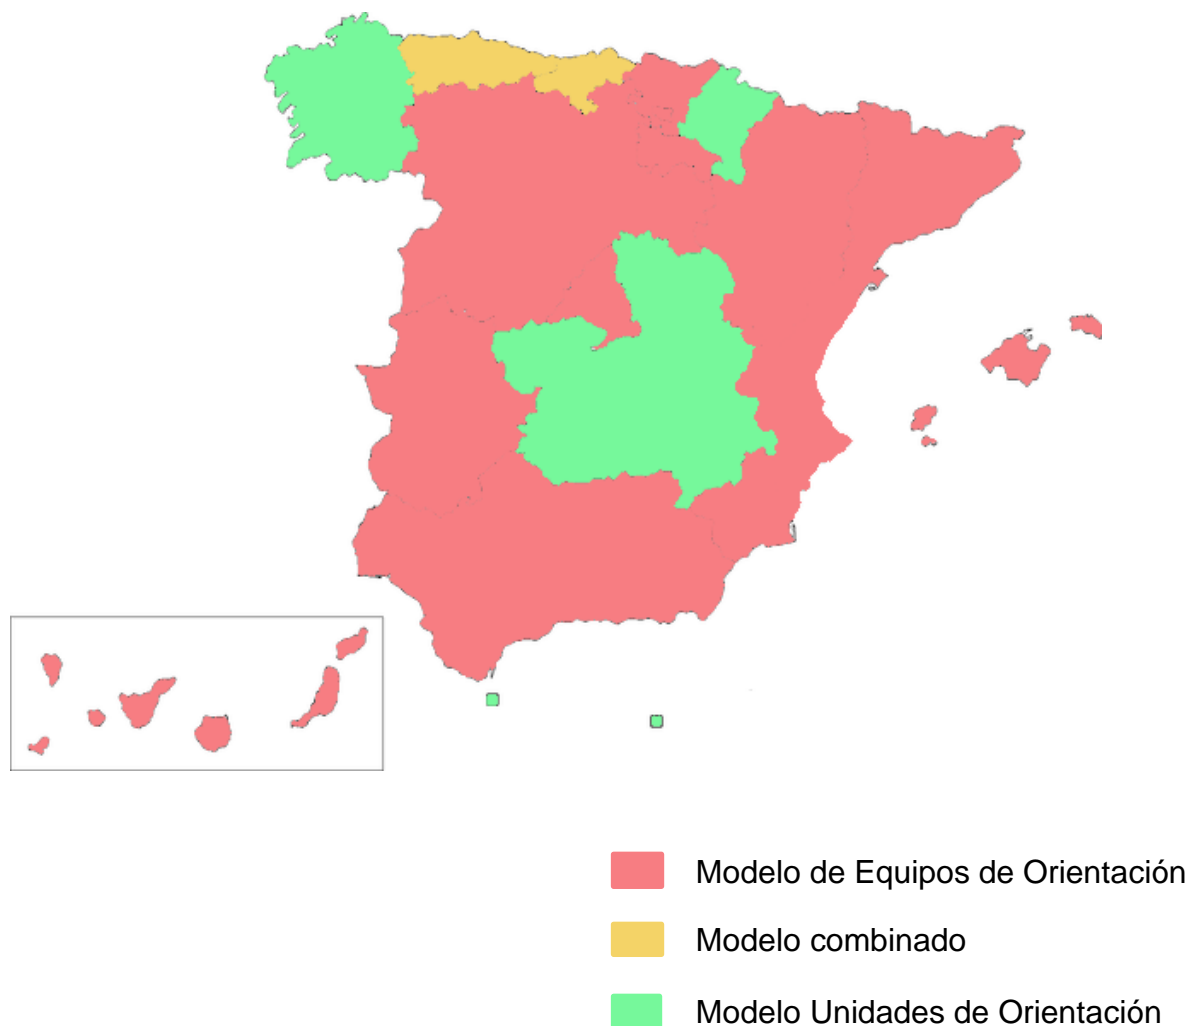 Modelo de Equipos de Orientación
Modelo combinado
Modelo Unidades de Orientación